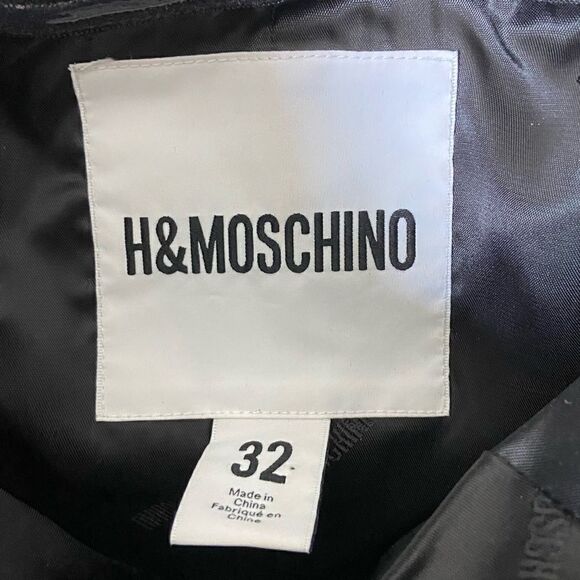 H&MOSCHINO
32
Made in
China
Fabriqué en
Chine